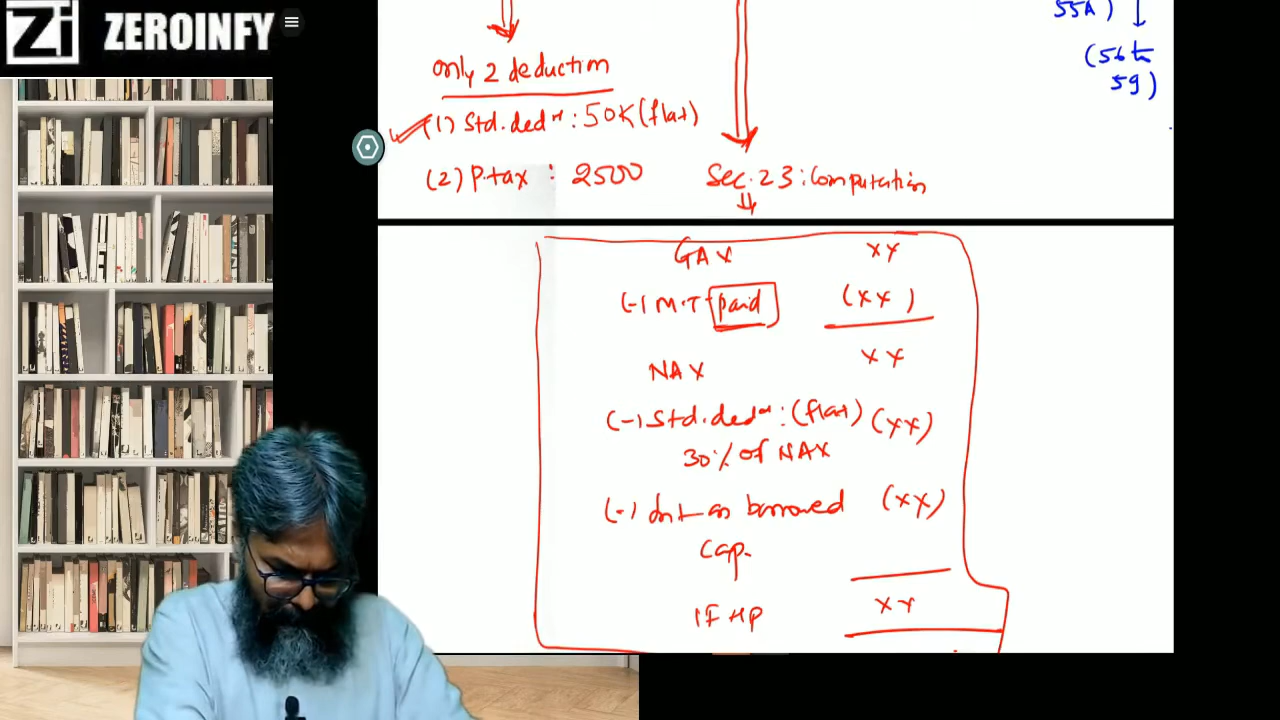 Zi ZEROINFY
55A)
(56 to
59)
only 2 deduction
(1) Std.dedn : 50K (flat)
(2) P.tax : 2500
Sec. 23: Computation
GAV XX
(-) M.T paid (XX)
NAV XX
(-) Std.dedn : (flat) (XX)
30% of NAV
(-) Int on borrowed (XX)
cap.
IFHP XX